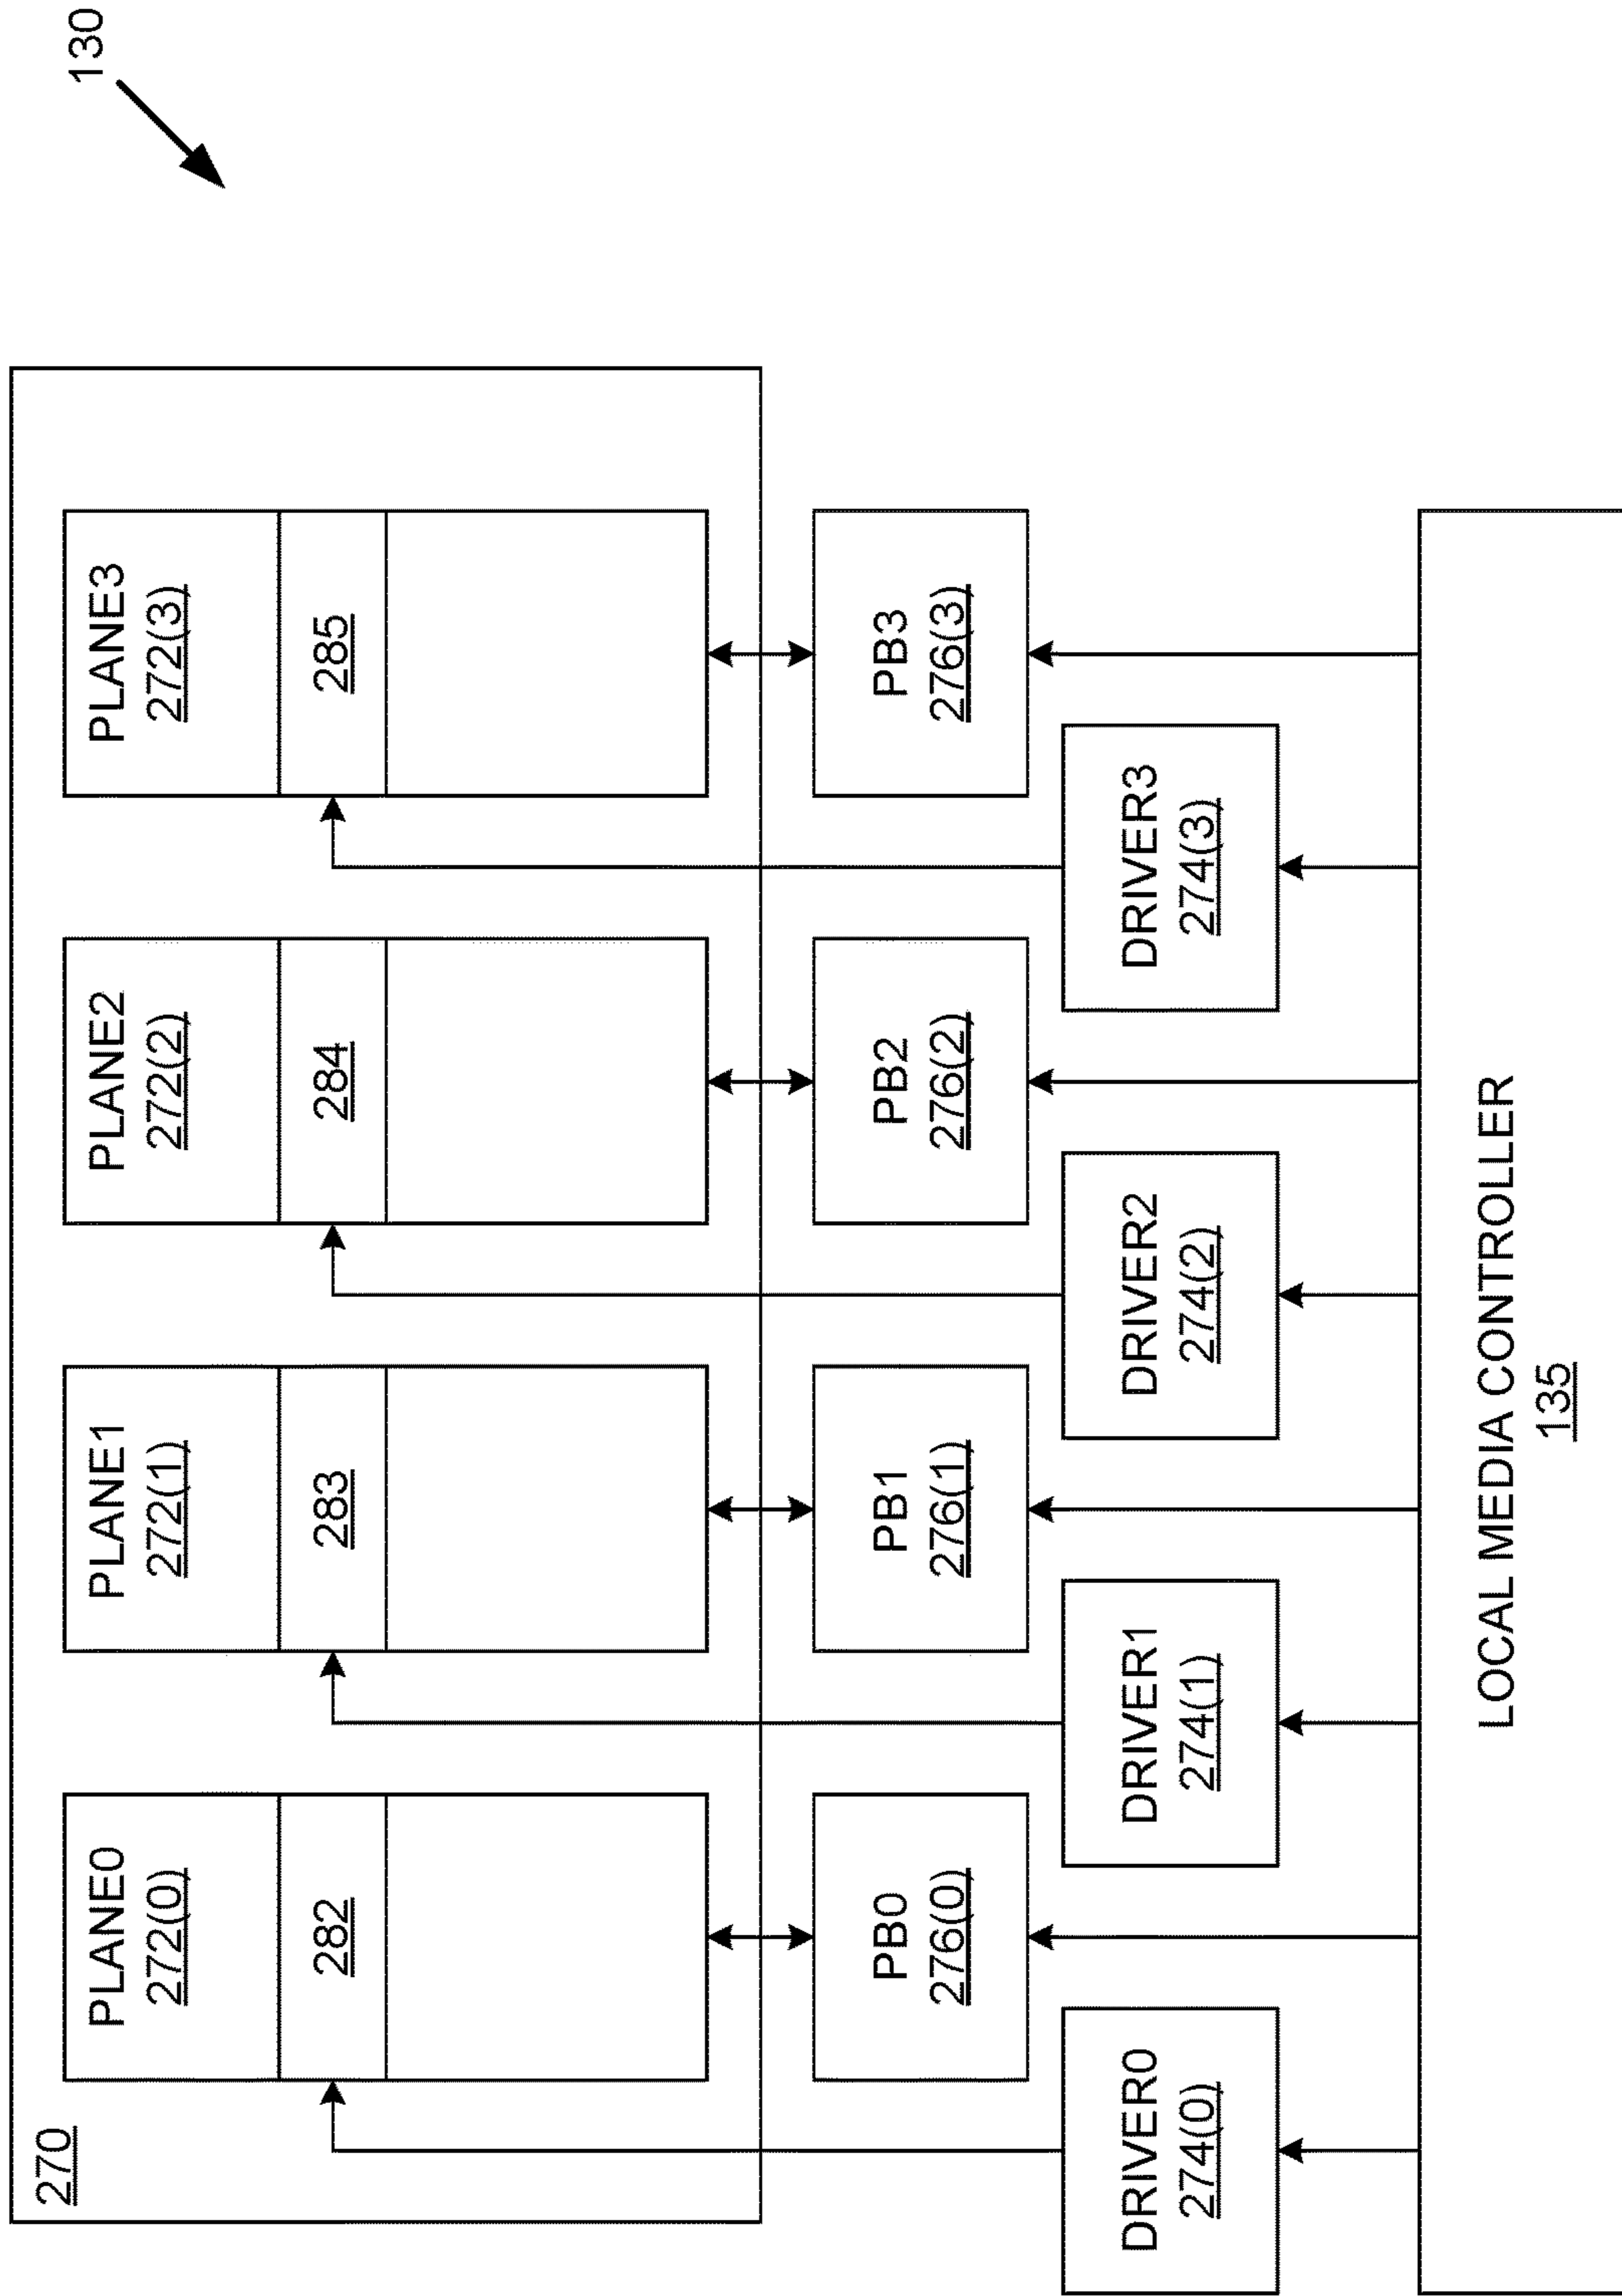 130
270
PLANE0
272(0)
282
PLANE1
272(1)
283
PLANE2
272(2)
284
PLANE3
272(3)
285
PB0
276(0)
PB1
276(1)
PB2
276(2)
PB3
276(3)
DRIVER0
274(0)
DRIVER1
274(1)
DRIVER2
274(2)
DRIVER3
274(3)
LOCAL MEDIA CONTROLLER
135